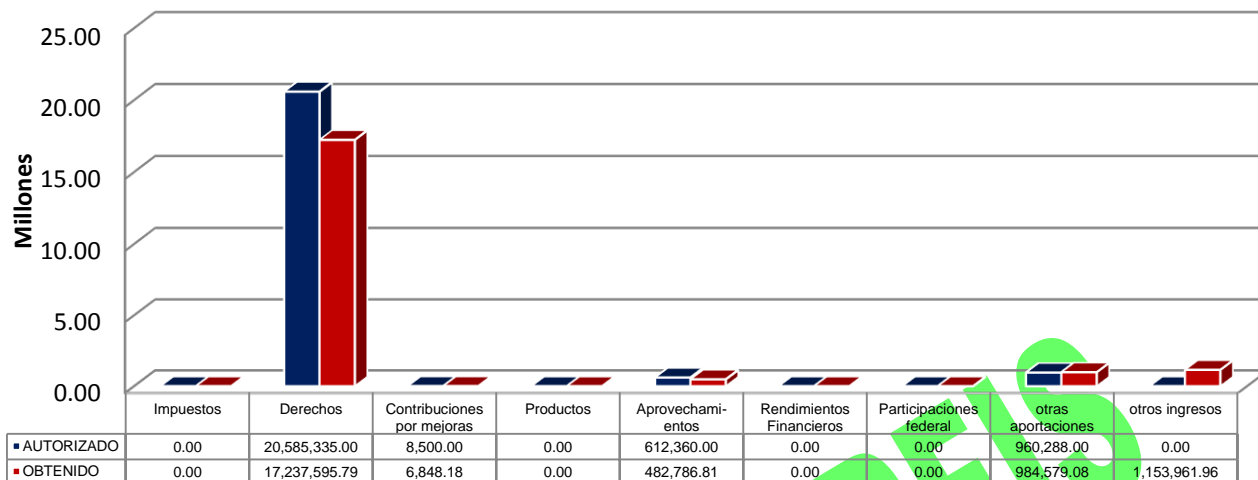 25.00
20.00
15.00
10.00
5.00
0.00
Millones
Impuestos Derechos Contribuciones por mejoras Productos Aprovechami-entos Rendimientos Financieros Participaciones federal otras aportaciones otros ingresos
AUTORIZADO 0.00 20,585,335.00 8,500.00 0.00 612,360.00 0.00 0.00 960,288.00 0.00
OBTENIDO 0.00 17,237,595.79 6,848.18 0.00 482,786.81 0.00 0.00 984,579.08 1,153,961.96